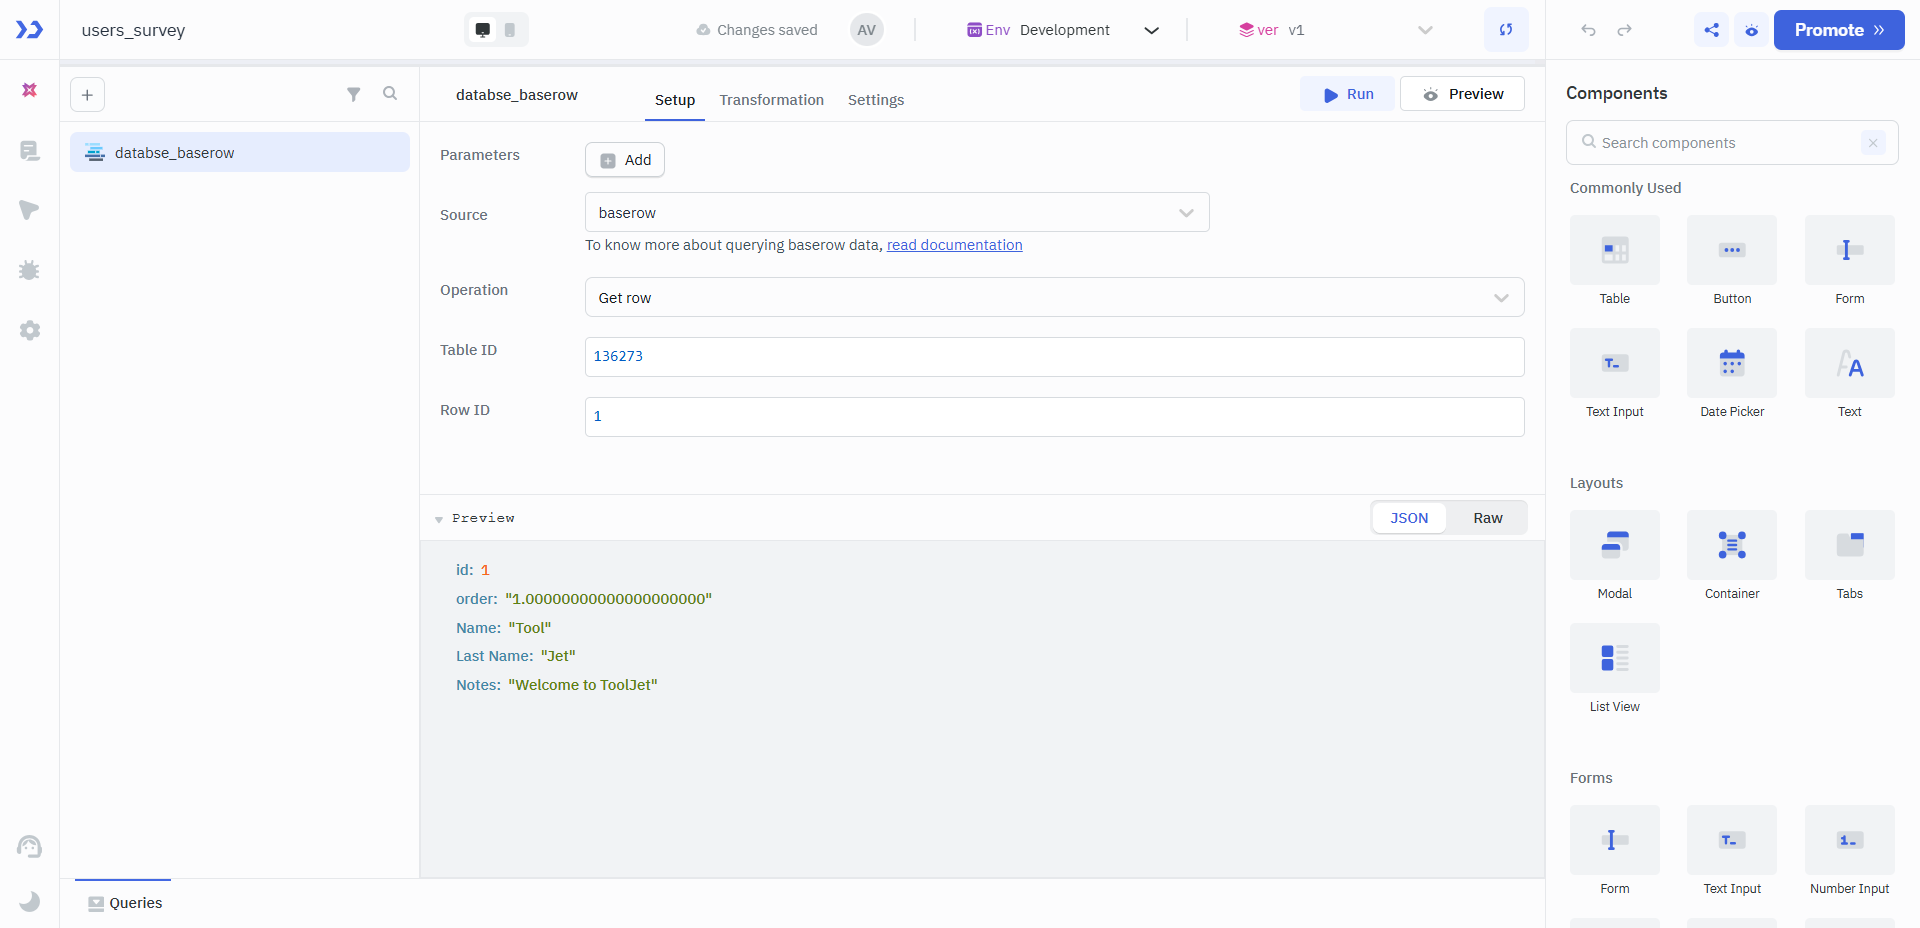 users_survey
Changes saved
AV
Env Development
ver v1
Promote
databse_baserow
databse_baserow
Setup
Transformation
Settings
Run
Preview
Parameters
Add
Source
baserow
To know more about querying baserow data, read documentation
Operation
Get row
Table ID
136273
Row ID
1
Preview
JSON
Raw
id: 1
order: "1.00000000000000000000"
Name: "Tool"
Last Name: "Jet"
Notes: "Welcome to ToolJet"
Queries
Components
Search components
Commonly Used
Table
Button
Form
Text Input
Date Picker
Text
Layouts
Modal
Container
Tabs
List View
Forms
Form
Text Input
Number Input